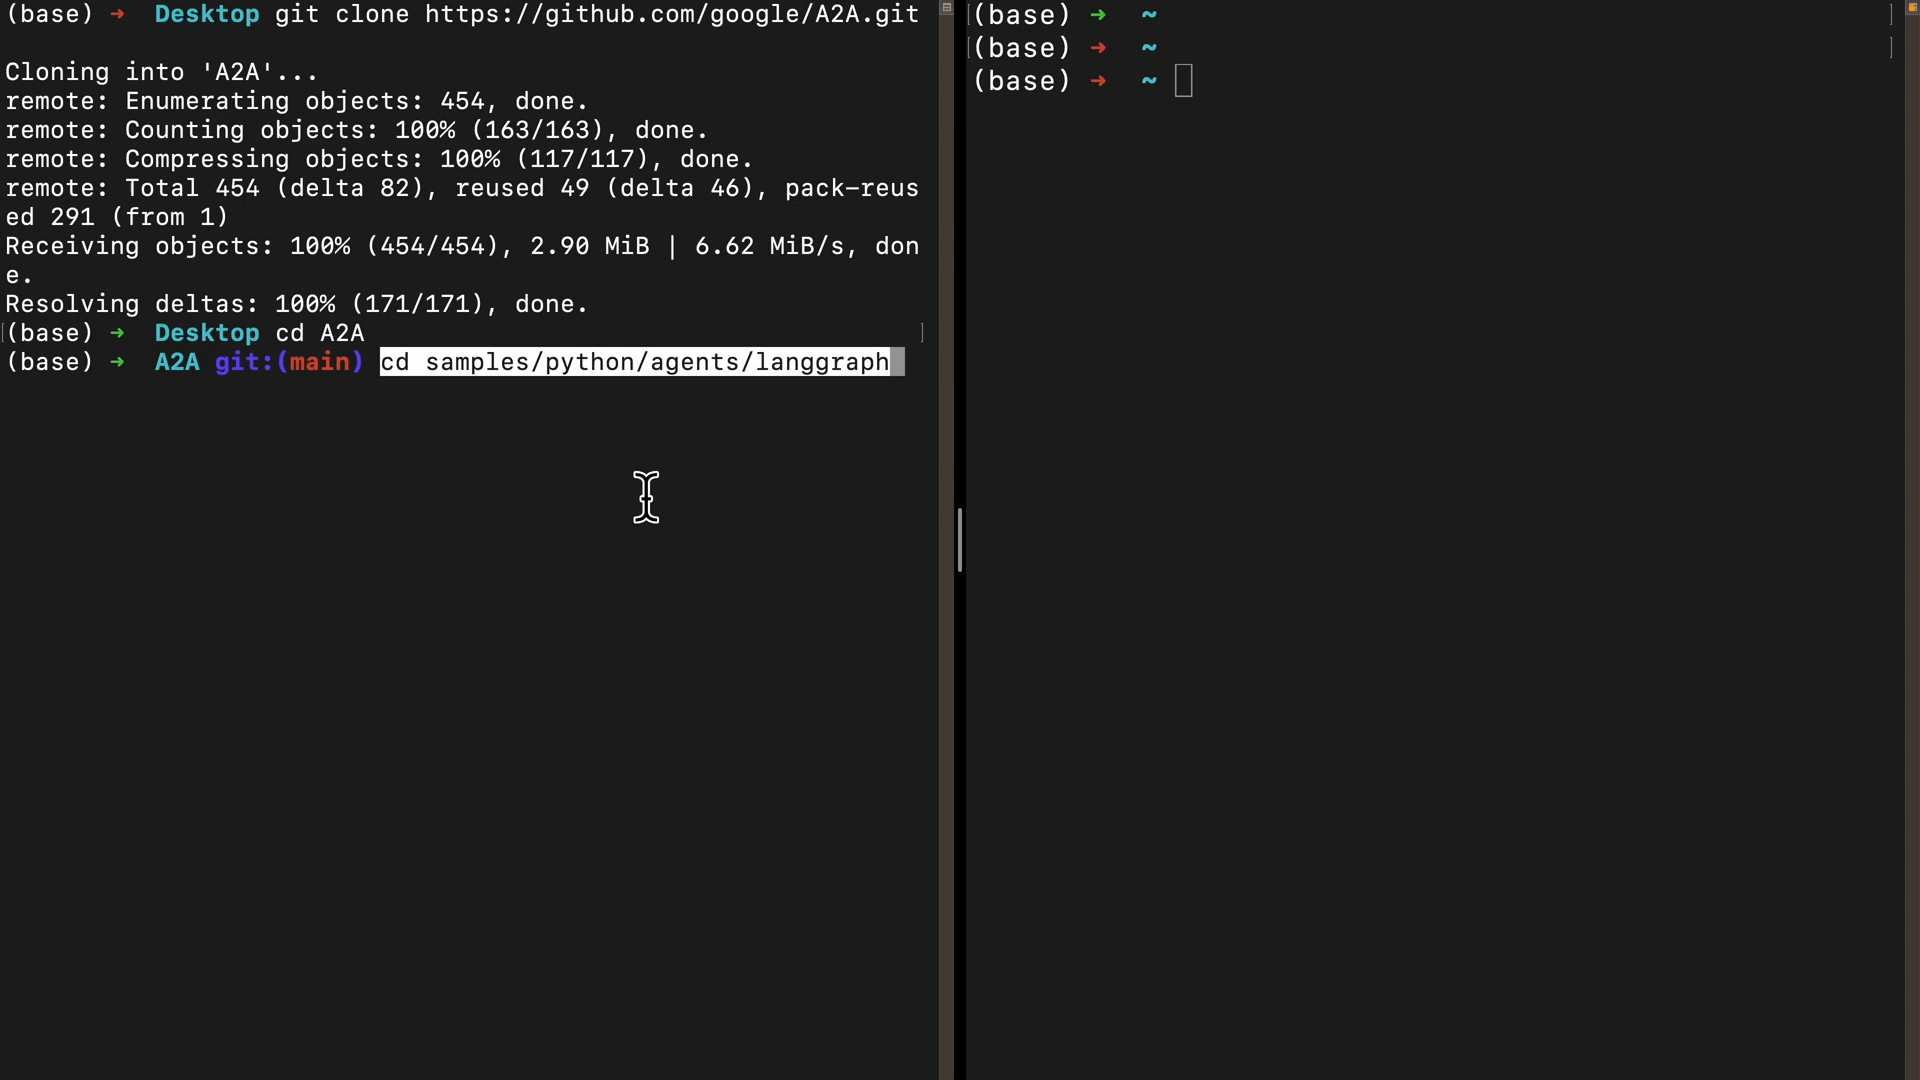 (base) ➜  Desktop git clone https://github.com/google/A2A.git
Cloning into 'A2A'...
remote: Enumerating objects: 454, done.
remote: Counting objects: 100% (163/163), done.
remote: Compressing objects: 100% (117/117), done.
remote: Total 454 (delta 82), reused 49 (delta 46), pack-reus
ed 291 (from 1)
Receiving objects: 100% (454/454), 2.90 MiB | 6.62 MiB/s, don
e.
Resolving deltas: 100% (171/171), done.
[(base) ➜  Desktop cd A2A ]
(base) ➜  A2A git:(main) cd samples/python/agents/langgraph
[(base) ➜  ~ ]
[(base) ➜  ~ ]
(base) ➜  ~